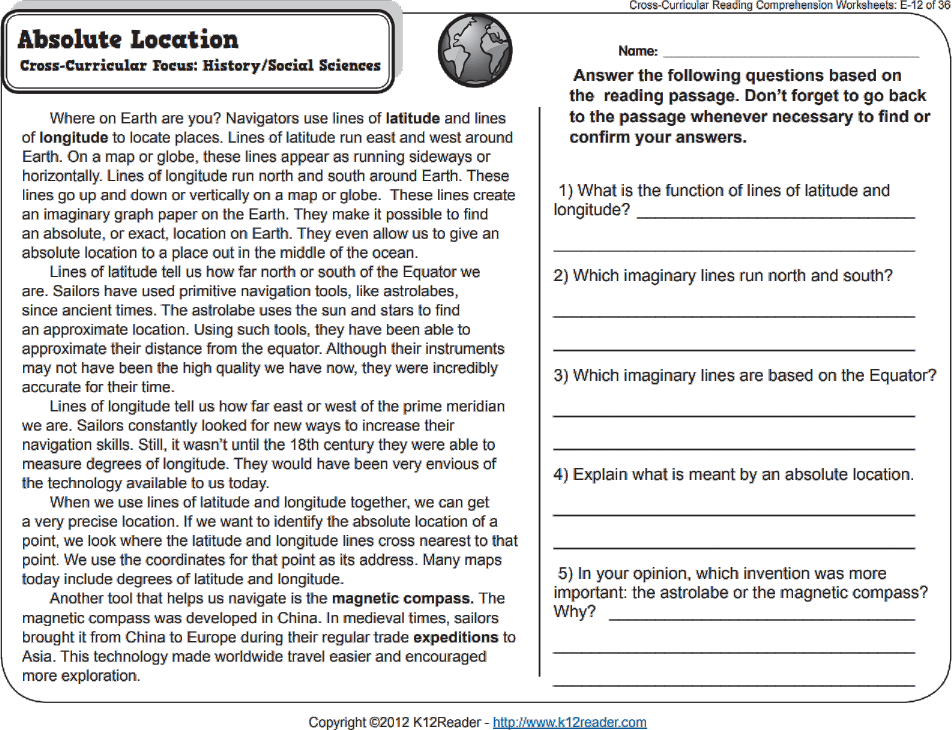 Cross-Curricular Reading Comprehension Worksheets: E-12 of 36
Absolute Location
Cross-Curricular Focus: History/Social Sciences
Where on Earth are you? Navigators use lines of latitude and lines
of longitude to locate places. Lines of latitude run east and west around
Earth. On a map or globe, these lines appear as running sideways or
horizontally. Lines of longitude run north and south around Earth. These
lines go up and down or vertically on a map or globe.  These lines create
an imaginary graph paper on the Earth. They make it possible to find
an absolute, or exact, location on Earth. They even allow us to give an
absolute location to a place out in the middle of the ocean.
Lines of latitude tell us how far north or south of the Equator we
are. Sailors have used primitive navigation tools, like astrolabes,
since ancient times. The astrolabe uses the sun and stars to find
an approximate location. Using such tools, they have been able to
approximate their distance from the equator. Although their instruments
may not have been the high quality we have now, they were incredibly
accurate for their time.
Lines of longitude tell us how far east or west of the prime meridian
we are. Sailors constantly looked for new ways to increase their
navigation skills. Still, it wasn't until the 18th century they were able to
measure degrees of longitude. They would have been very envious of
the technology available to us today.
When we use lines of latitude and longitude together, we can get
a very precise location. If we want to identify the absolute location of a
point, we look where the latitude and longitude lines cross nearest to that
point. We use the coordinates for that point as its address. Many maps
today include degrees of latitude and longitude.
Another tool that helps us navigate is the magnetic compass. The
magnetic compass was developed in China. In medieval times, sailors
brought it from China to Europe during their regular trade expeditions to
Asia. This technology made worldwide travel easier and encouraged
more exploration.
Name: ____________________
Answer the following questions based on
the  reading passage. Don't forget to go back
to the passage whenever necessary to find or
confirm your answers.
1) What is the function of lines of latitude and
longitude? ____________________
2) Which imaginary lines run north and south?
3) Which imaginary lines are based on the Equator?
4) Explain what is meant by an absolute location.
5) In your opinion, which invention was more
important: the astrolabe or the magnetic compass?
Why? ____________________
Copyright ©2012 K12Reader - http://www.k12reader.com